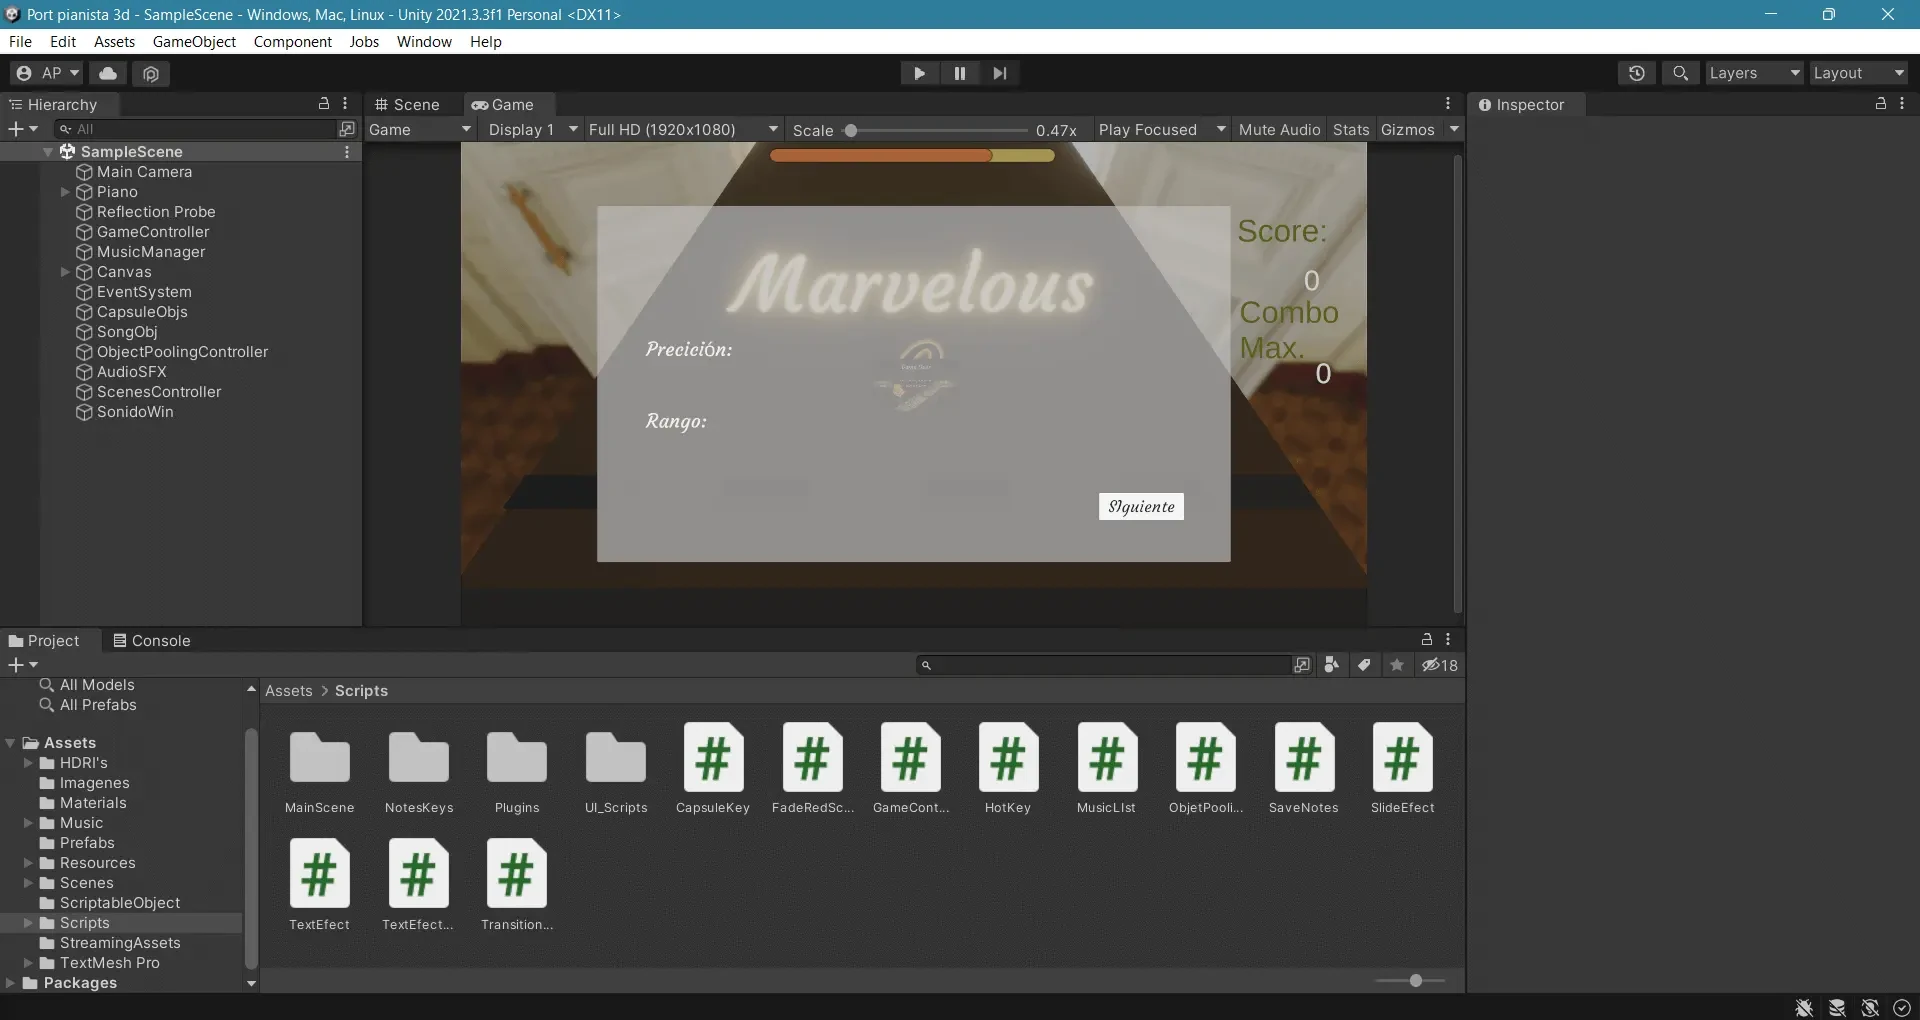 Port pianista 3d - SampleScene - Windows, Mac, Linux - Unity 2021.3.3f1 Personal <DX11>
File Edit Assets GameObject Component Jobs Window Help
AP Layers Layout
Hierarchy
All
SampleScene
Main Camera
Piano
Reflection Probe
GameController
MusicManager
Canvas
EventSystem
CapsuleObjs
SongObj
ObjectPoolingController
AudioSFX
ScenesController
SonidoWin
Scene Game
Game Display 1 Full HD (1920x1080) Scale 0.47x Play Focused Mute Audio Stats Gizmos
Marvelous
Precición:
Rango:
SIguiente
Score:
0
Combo
Max.
0
Inspector
Project Console
18
All Models
All Prefabs
Assets
HDRI's
Imagenes
Materials
Music
Prefabs
Resources
Scenes
ScriptableObject
Scripts
StreamingAssets
TextMesh Pro
Packages
Assets > Scripts
MainScene NotesKeys Plugins UI_Scripts CapsuleKey FadeRedSc... GameCont... HotKey MusicLIst ObjetPooli... SaveNotes SlideEfect
TextEfect TextEfect... Transition...